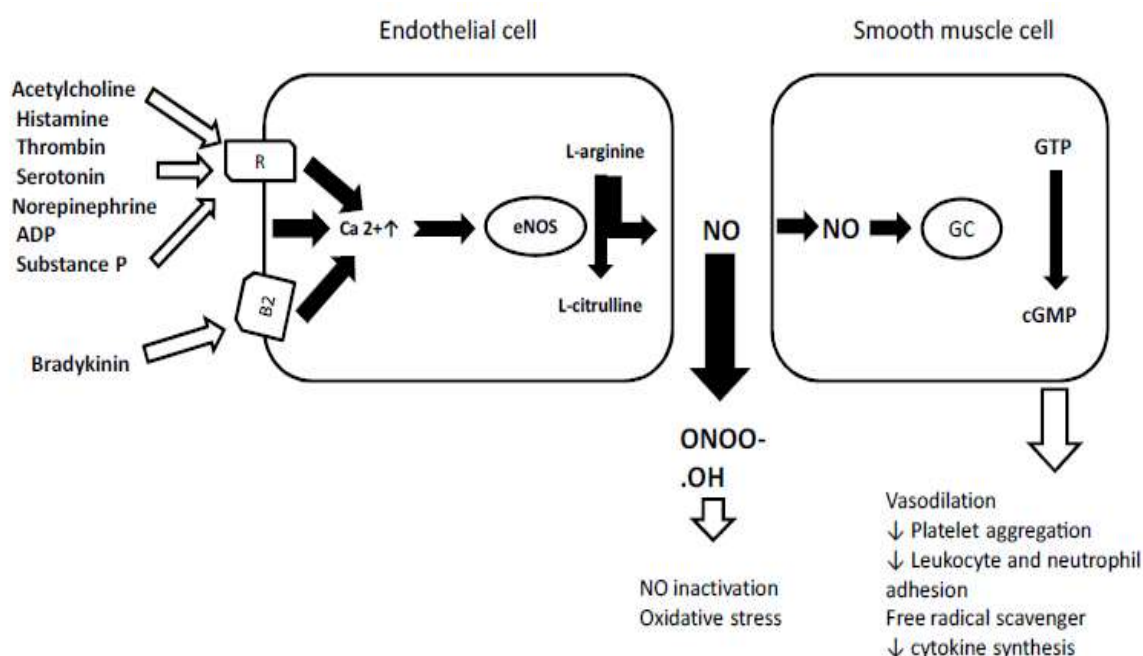 Endothelial cell
Smooth muscle cell
Acetylcholine
Histamine
Thrombin
Serotonin
Norepinephrine
ADP
Substance P
Bradykinin
R
B2
Ca 2+↑
eNOS
L-arginine
L-citrulline
NO
NO
GC
GTP
cGMP
ONOO-
.OH
NO inactivation
Oxidative stress
Vasodilation
↓ Platelet aggregation
↓ Leukocyte and neutrophil
adhesion
Free radical scavenger
↓ cytokine synthesis